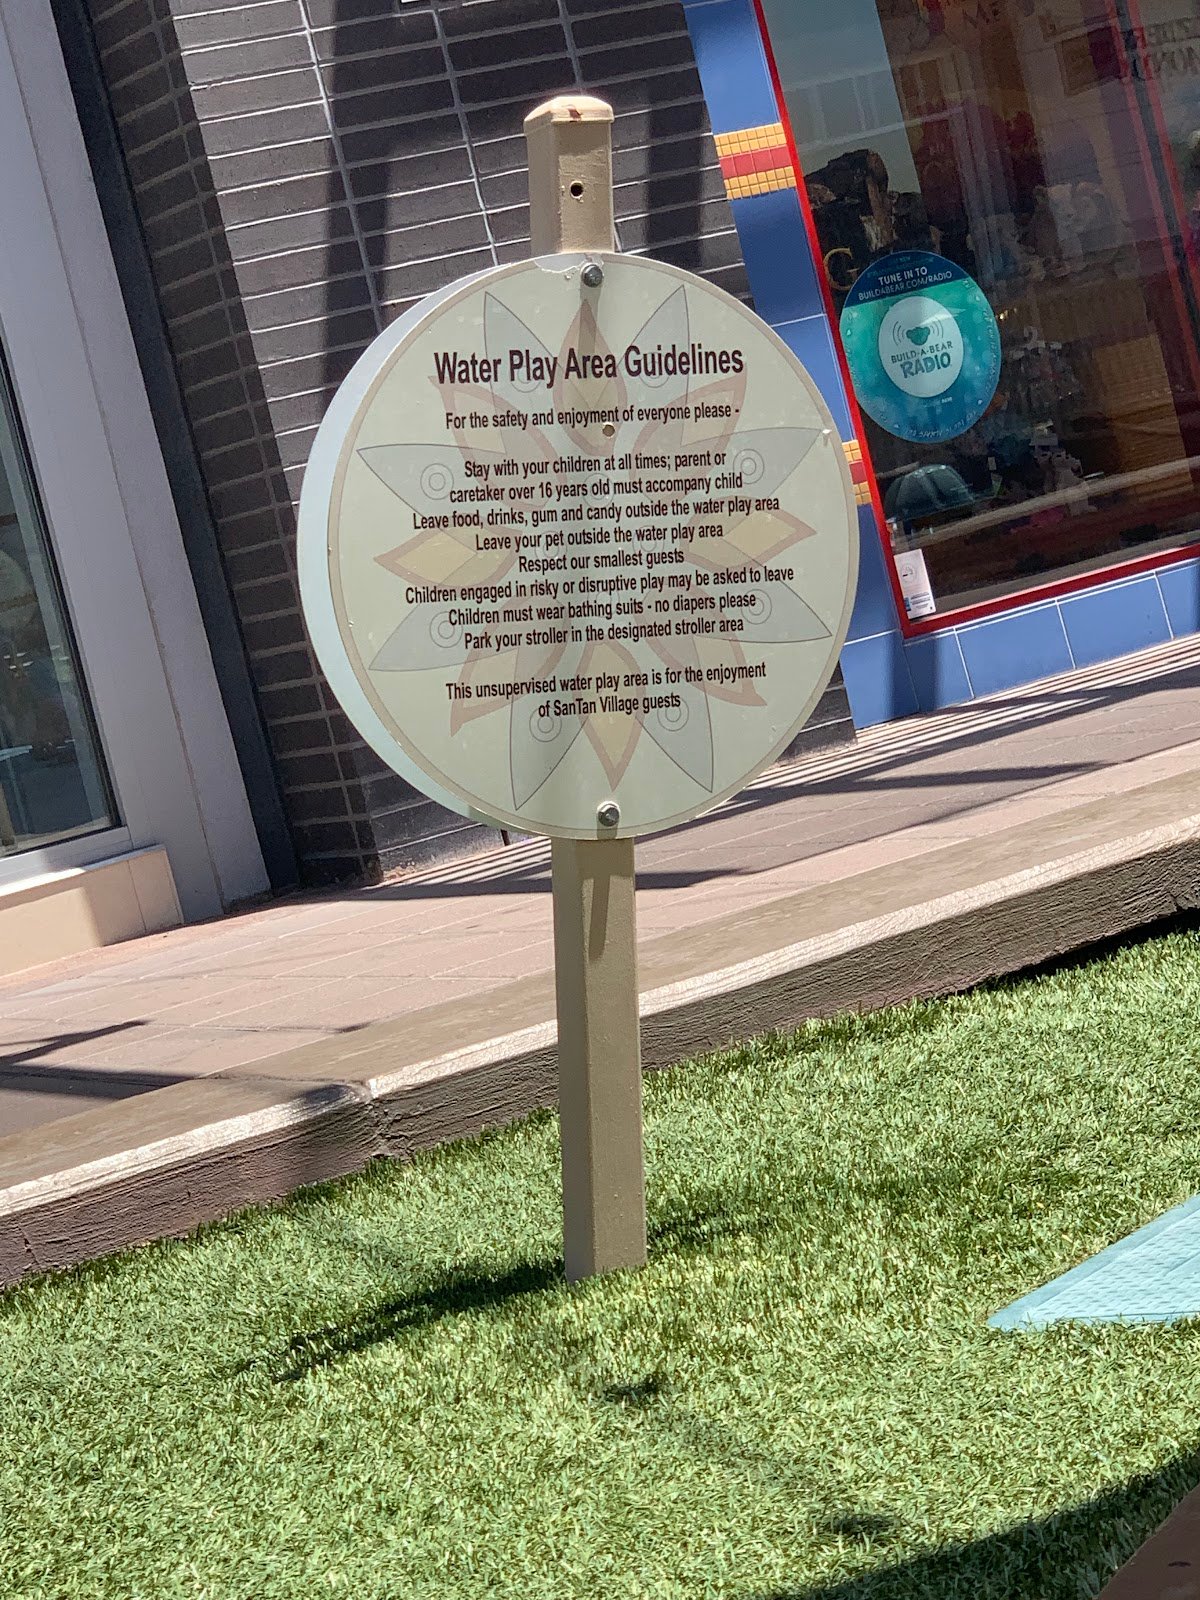 Water Play Area Guidelines
For the safety and enjoyment of everyone please -
Stay with your children at all times; parent or
caretaker over 16 years old must accompany child
Leave food, drinks, gum and candy outside the water play area
Leave your pet outside the water play area
Respect our smallest guests
Children engaged in risky or disruptive play may be asked to leave
Children must wear bathing suits - no diapers please
Park your stroller in the designated stroller area
This unsupervised water play area is for the enjoyment
of SanTan Village guests
TUNE IN TO
BUILDABEAR.COM/RADIO
BUILD-A-BEAR
RADIO